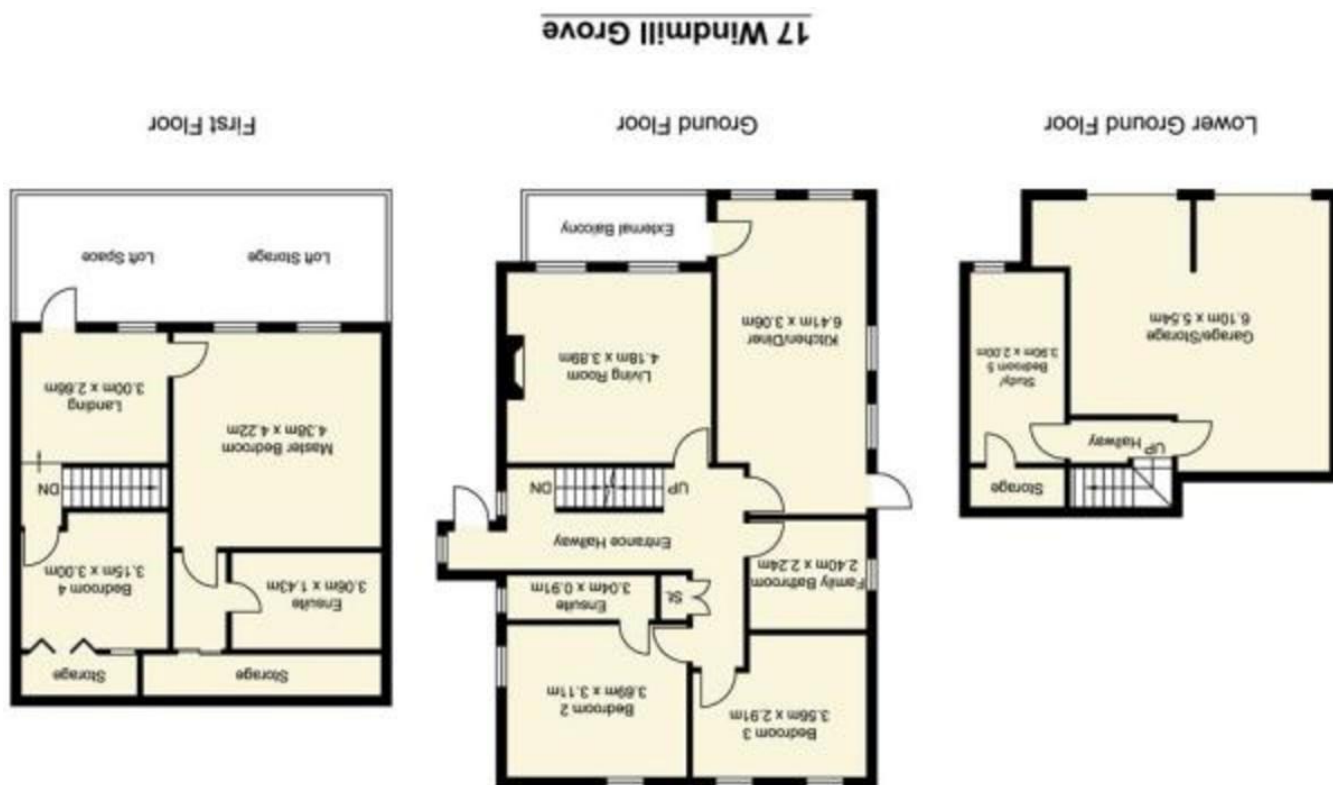 Storage
UP
Hallway
Study/
Bedroom 5
3.90m x 2.00m
Garage/Storage
6.10m x 5.54m
Lower Ground Floor
Bedroom 3
3.56m x 2.91m
Bedroom 2
3.69m x 3.11m
St.
Ensuite
3.04m x 0.91m
Family Bathroom
2.40m x 2.24m
Entrance Hallway
UP
DN
Kitchen/Diner
6.41m x 3.06m
Living Room
4.18m x 3.89m
External Balcony
Ground Floor
Storage
Storage
Ensuite
3.06m x 1.43m
Bedroom 4
3.15m x 3.00m
DN
Master Bedroom
4.38m x 4.22m
Landing
3.00m x 2.66m
Loft Storage
Loft Space
First Floor
17 Windmill Grove